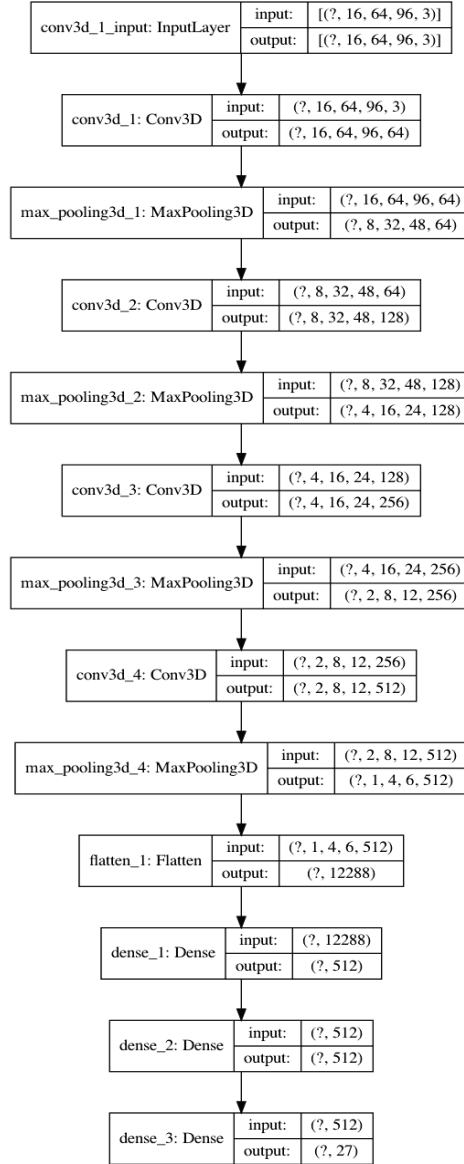 conv3d_1_input: InputLayer input: [(?, 16, 64, 96, 3)]
output: [(?, 16, 64, 96, 3)]
conv3d_1: Conv3D input: (?, 16, 64, 96, 3)
output: (?, 16, 64, 96, 64)
max_pooling3d_1: MaxPooling3D input: (?, 16, 64, 96, 64)
output: (?, 8, 32, 48, 64)
conv3d_2: Conv3D input: (?, 8, 32, 48, 64)
output: (?, 8, 32, 48, 128)
max_pooling3d_2: MaxPooling3D input: (?, 8, 32, 48, 128)
output: (?, 4, 16, 24, 128)
conv3d_3: Conv3D input: (?, 4, 16, 24, 128)
output: (?, 4, 16, 24, 256)
max_pooling3d_3: MaxPooling3D input: (?, 4, 16, 24, 256)
output: (?, 2, 8, 12, 256)
conv3d_4: Conv3D input: (?, 2, 8, 12, 256)
output: (?, 2, 8, 12, 512)
max_pooling3d_4: MaxPooling3D input: (?, 2, 8, 12, 512)
output: (?, 1, 4, 6, 512)
flatten_1: Flatten input: (?, 1, 4, 6, 512)
output: (?, 12288)
dense_1: Dense input: (?, 12288)
output: (?, 512)
dense_2: Dense input: (?, 512)
output: (?, 512)
dense_3: Dense input: (?, 512)
output: (?, 27)